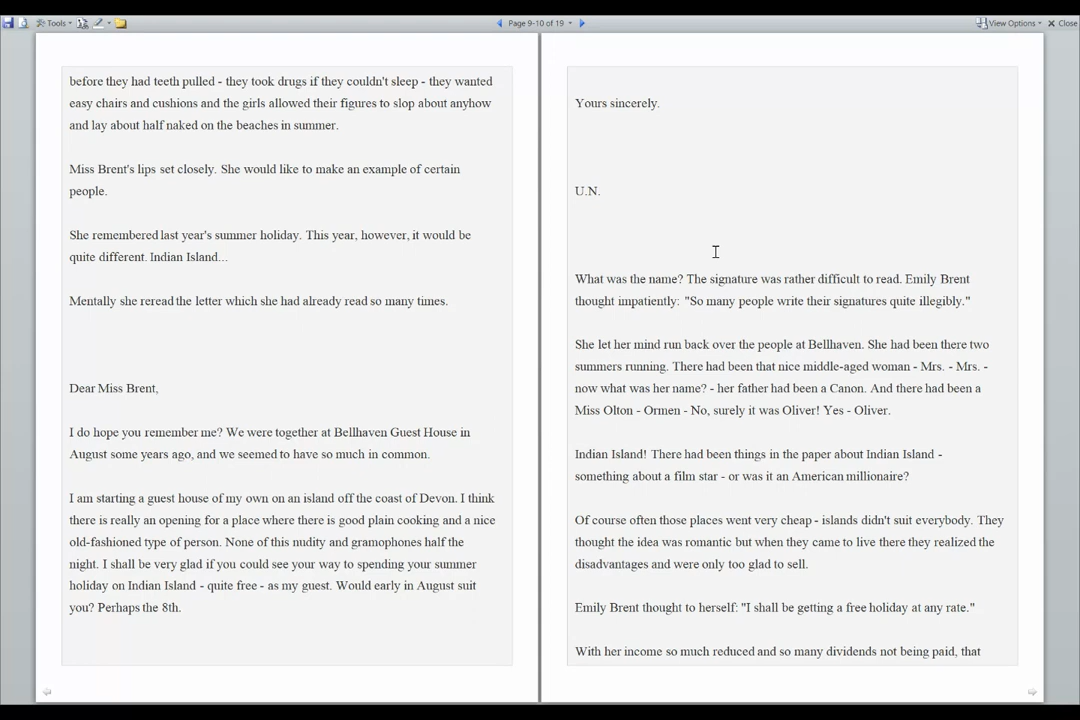 Tools
Page 9-10 of 19
View Options
Close
before they had teeth pulled - they took drugs if they couldn't sleep - they wanted
easy chairs and cushions and the girls allowed their figures to slop about anyhow
and lay about half naked on the beaches in summer.
Miss Brent's lips set closely. She would like to make an example of certain
people.
She remembered last year's summer holiday. This year, however, it would be
quite different. Indian Island...
Mentally she reread the letter which she had already read so many times.
Dear Miss Brent,
I do hope you remember me? We were together at Bellhaven Guest House in
August some years ago, and we seemed to have so much in common.
I am starting a guest house of my own on an island off the coast of Devon. I think
there is really an opening for a place where there is good plain cooking and a nice
old-fashioned type of person. None of this nudity and gramophones half the
night. I shall be very glad if you could see your way to spending your summer
holiday on Indian Island - quite free - as my guest. Would early in August suit
you? Perhaps the 8th.
Yours sincerely.
U.N.
What was the name? The signature was rather difficult to read. Emily Brent
thought impatiently: "So many people write their signatures quite illegibly."
She let her mind run back over the people at Bellhaven. She had been there two
summers running. There had been that nice middle-aged woman - Mrs. - Mrs. -
now what was her name? - her father had been a Canon. And there had been a
Miss Olton - Ormen - No, surely it was Oliver! Yes - Oliver.
Indian Island! There had been things in the paper about Indian Island -
something about a film star - or was it an American millionaire?
Of course often those places went very cheap - islands didn't suit everybody. They
thought the idea was romantic but when they came to live there they realized the
disadvantages and were only too glad to sell.
Emily Brent thought to herself: "I shall be getting a free holiday at any rate."
With her income so much reduced and so many dividends not being paid, that